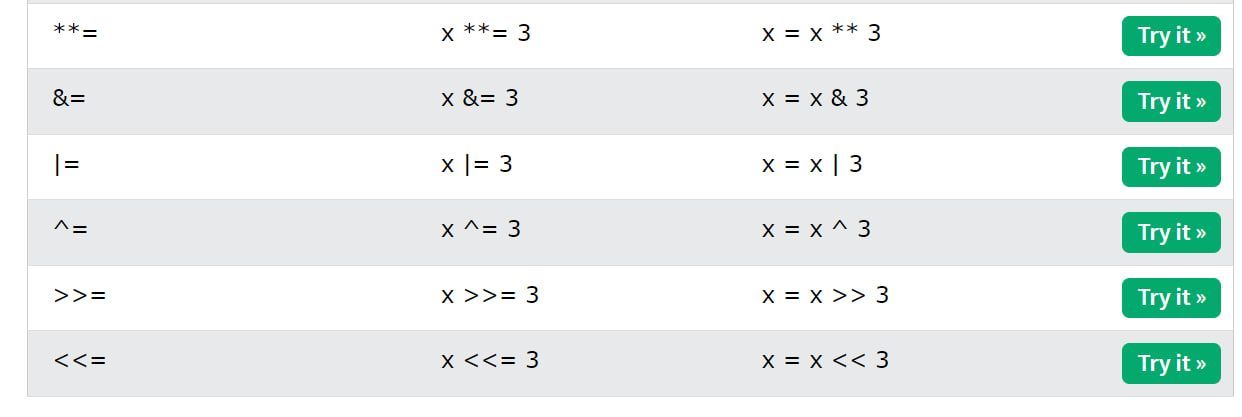 **= x **= 3 x = x ** 3 Try it »
&= x &= 3 x = x & 3 Try it »
|= x |= 3 x = x | 3 Try it »
^= x ^= 3 x = x ^ 3 Try it »
>>= x >>= 3 x = x >> 3 Try it »
<<= x <<= 3 x = x << 3 Try it »